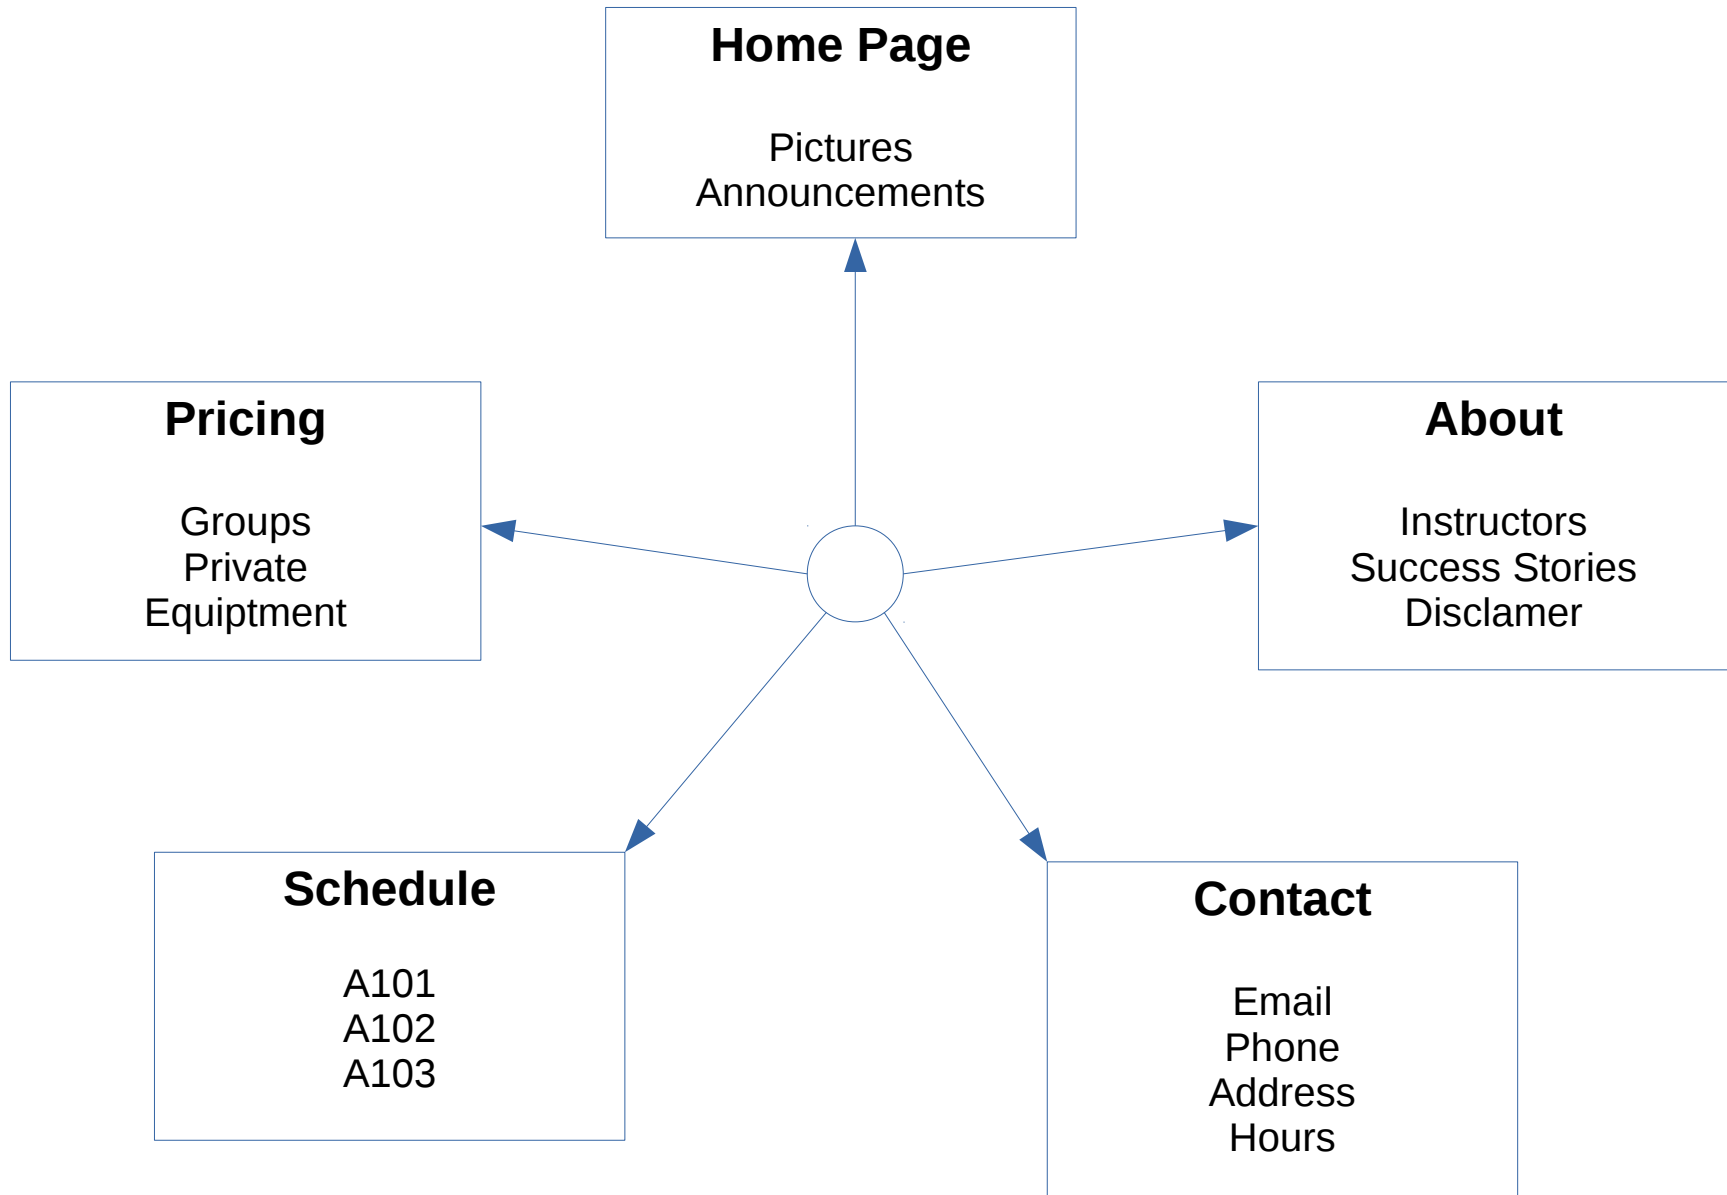 Home Page
Pictures
Announcements
Pricing
Groups
Private
Equiptment
About
Instructors
Success Stories
Disclamer
Schedule
A101
A102
A103
Contact
Email
Phone
Address
Hours